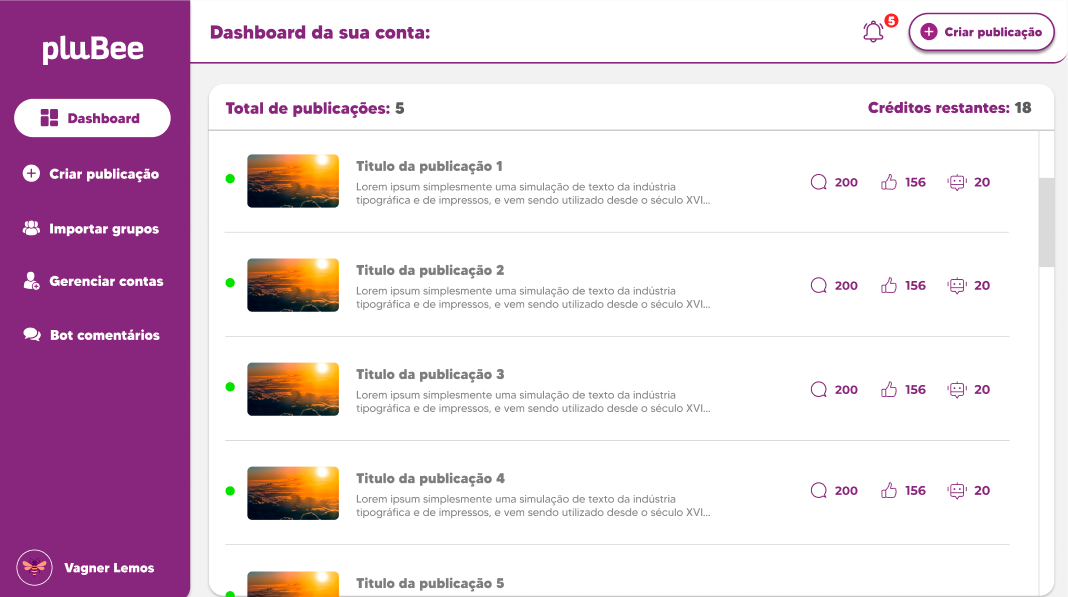 pluBee
Dashboard
Criar publicação
Importar grupos
Gerenciar contas
Bot comentários
Vagner Lemos
Dashboard da sua conta:
5
Criar publicação
Total de publicações: 5
Créditos restantes: 18
Titulo da publicação 1
Lorem ipsum simplesmente uma simulação de texto da indústria
tipográfica e de impressos, e vem sendo utilizado desde o século XVI...
200 156 20
Titulo da publicação 2
Lorem ipsum simplesmente uma simulação de texto da indústria
tipográfica e de impressos, e vem sendo utilizado desde o século XVI...
200 156 20
Titulo da publicação 3
Lorem ipsum simplesmente uma simulação de texto da indústria
tipográfica e de impressos, e vem sendo utilizado desde o século XVI...
200 156 20
Titulo da publicação 4
Lorem ipsum simplesmente uma simulação de texto da indústria
tipográfica e de impressos, e vem sendo utilizado desde o século XVI...
200 156 20
Titulo da publicação 5